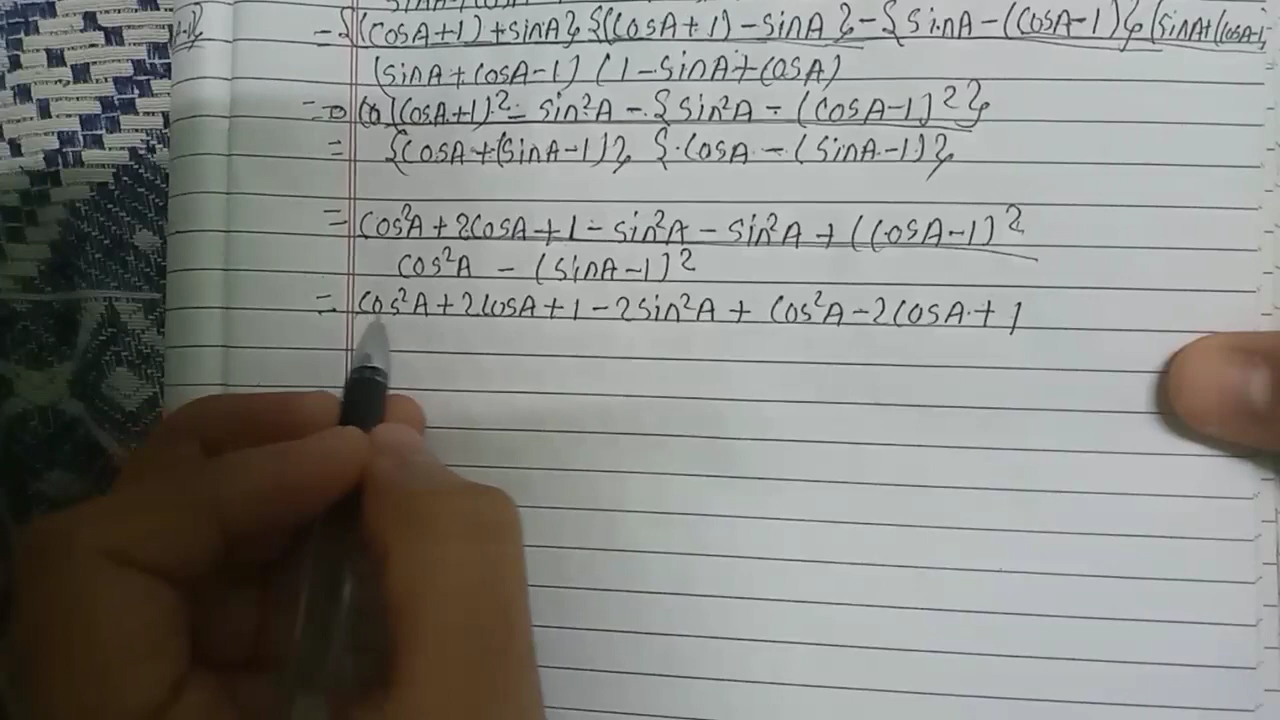 = {(COSA+1)+sinA}{(COSA+1)-sinA}-{sinA-(COSA-1)}{sinA+(COSA-1)
(sinA+COSA-1) (1-sinA+COSA)
(COSA+1)²- sin²A-{sin²A-(COSA-1)²}
= {COSA+(sinA-1)} {COSA-(sinA-1)}
= COS²A+2COSA+1-sin²A-sin²A+(COSA-1)²
COS²A - (sinA-1)²
= COS²A+2COSA+1-2sin²A+COS²A-2COSA+1